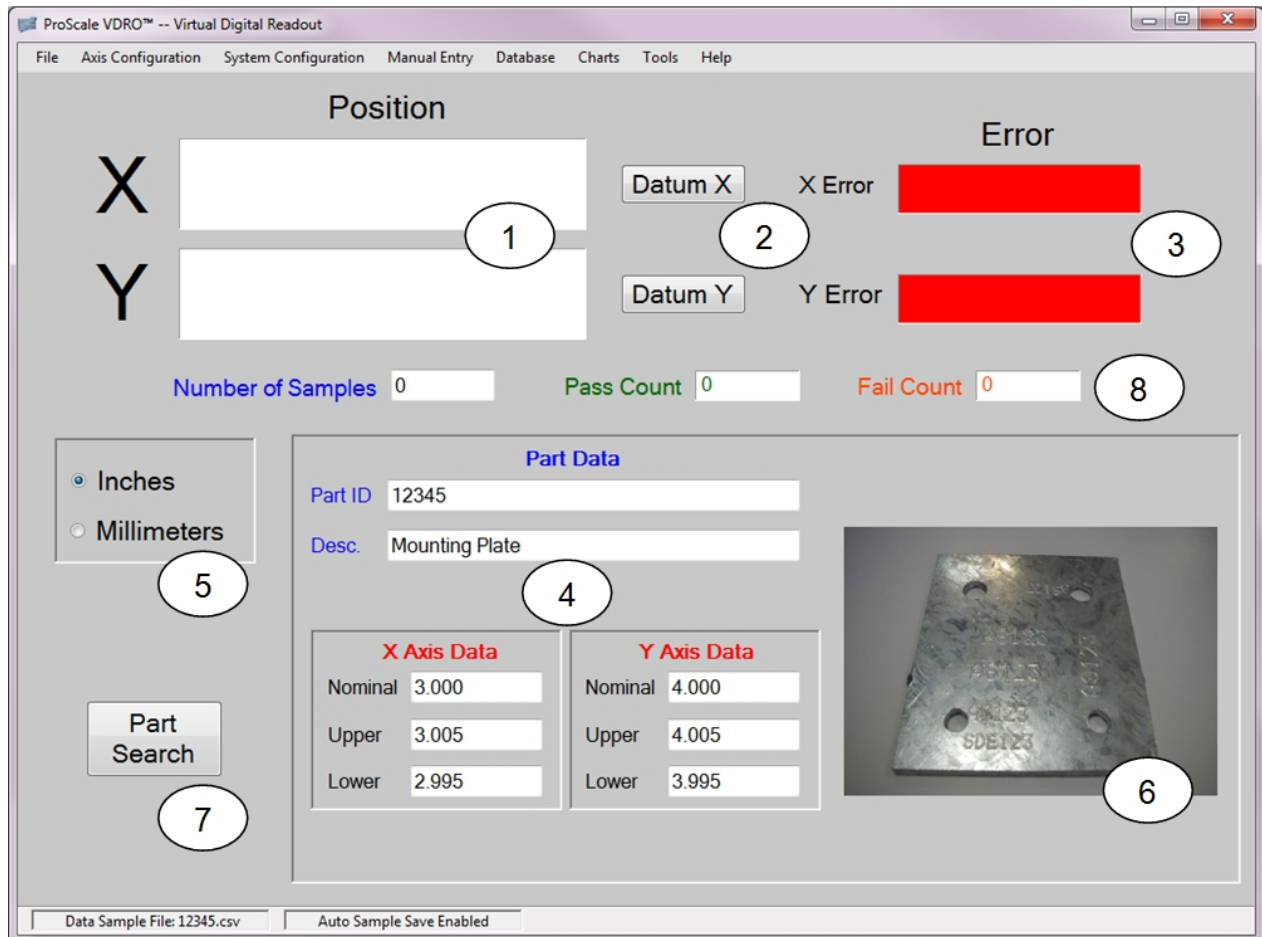 ProScale VDRO™ -- Virtual Digital Readout
File Axis Configuration System Configuration Manual Entry Database Charts Tools Help
Position
Error
X
Datum X
X Error
1
2
3
Y
Datum Y
Y Error
Number of Samples 0
Pass Count 0
Fail Count 0
8
Inches
Millimeters
5
Part Data
Part ID 12345
Desc. Mounting Plate
4
X Axis Data
Nominal 3.000
Upper 3.005
Lower 2.995
Y Axis Data
Nominal 4.000
Upper 4.005
Lower 3.995
SDE123
6
Part
Search
7
Data Sample File: 12345.csv
Auto Sample Save Enabled